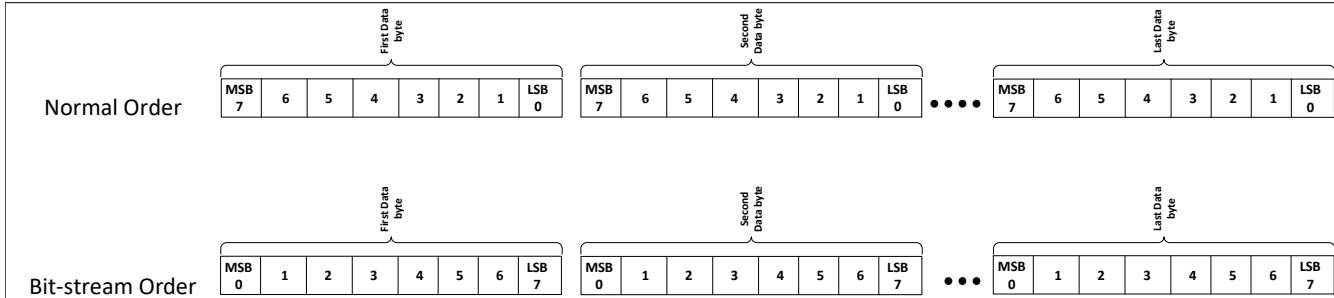 First Data
byte
Second
Data byte
Last Data
byte
Normal Order
MSB 7 6 5 4 3 2 1 LSB 0
MSB 7 6 5 4 3 2 1 LSB 0
MSB 7 6 5 4 3 2 1 LSB 0
First Data
byte
Second
Data byte
Last Data
byte
Bit-stream Order
MSB 0 1 2 3 4 5 6 LSB 7
MSB 0 1 2 3 4 5 6 LSB 7
MSB 0 1 2 3 4 5 6 LSB 7